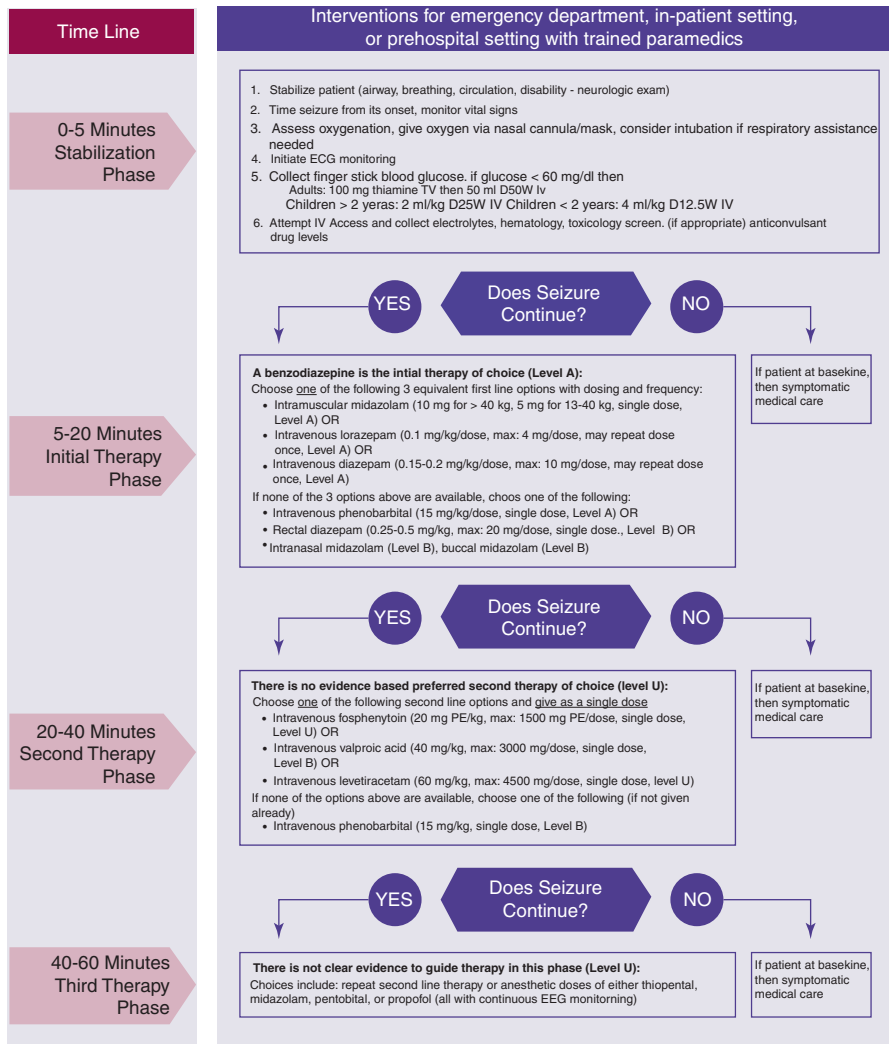 Time Line
Interventions for emergency department, in-patient setting,
or prehospital setting with trained paramedics
0-5 Minutes
Stabilization
Phase
1. Stabilize patient (airway, breathing, circulation, disability - neurologic exam)
2. Time seizure from its onset, monitor vital signs
3. Assess oxygenation, give oxygen via nasal cannula/mask, consider intubation if respiratory assistance
needed
4. Initiate ECG monitoring
5. Collect finger stick blood glucose. if glucose < 60 mg/dl then
Adults: 100 mg thiamine TV then 50 ml D50W Iv
Children > 2 yeras: 2 ml/kg D25W IV Children < 2 years: 4 ml/kg D12.5W IV
6. Attempt IV Access and collect electrolytes, hematology, toxicology screen. (if appropriate) anticonvulsant
drug levels
YES
Does Seizure
Continue?
NO
5-20 Minutes
Initial Therapy
Phase
A benzodiazepine is the intial therapy of choice (Level A):
Choose one of the following 3 equivalent first line options with dosing and frequency:
• Intramuscular midazolam (10 mg for > 40 kg, 5 mg for 13-40 kg, single dose,
Level A) OR
• Intravenous lorazepam (0.1 mg/kg/dose, max: 4 mg/dose, may repeat dose
once, Level A) OR
• Intravenous diazepam (0.15-0.2 mg/kg/dose, max: 10 mg/dose, may repeat dose
once, Level A)
If none of the 3 options above are available, choos one of the following:
• Intravenous phenobarbital (15 mg/kg/dose, single dose, Level A) OR
• Rectal diazepam (0.25-0.5 mg/kg, max: 20 mg/dose, single dose., Level B) OR
• Intranasal midazolam (Level B), buccal midazolam (Level B)
If patient at basekine,
then symptomatic
medical care
YES
Does Seizure
Continue?
NO
20-40 Minutes
Second Therapy
Phase
There is no evidence based preferred second therapy of choice (level U):
Choose one of the following second line options and give as a single dose
• Intravenous fosphenytoin (20 mg PE/kg, max: 1500 mg PE/dose, single dose,
Level U) OR
• Intravenous valproic acid (40 mg/kg, max: 3000 mg/dose, single dose,
Level B) OR
• Intravenous levetiracetam (60 mg/kg, max: 4500 mg/dose, single dose, level U)
If none of the options above are available, choose one of the following (if not given
already)
• Intravenous phenobarbital (15 mg/kg, single dose, Level B)
If patient at basekine,
then symptomatic
medical care
YES
Does Seizure
Continue?
NO
40-60 Minutes
Third Therapy
Phase
There is not clear evidence to guide therapy in this phase (Level U):
Choices include: repeat second line therapy or anesthetic doses of either thiopental,
midazolam, pentobital, or propofol (all with continuous EEG monitorning)
If patient at basekine,
then symptomatic
medical care